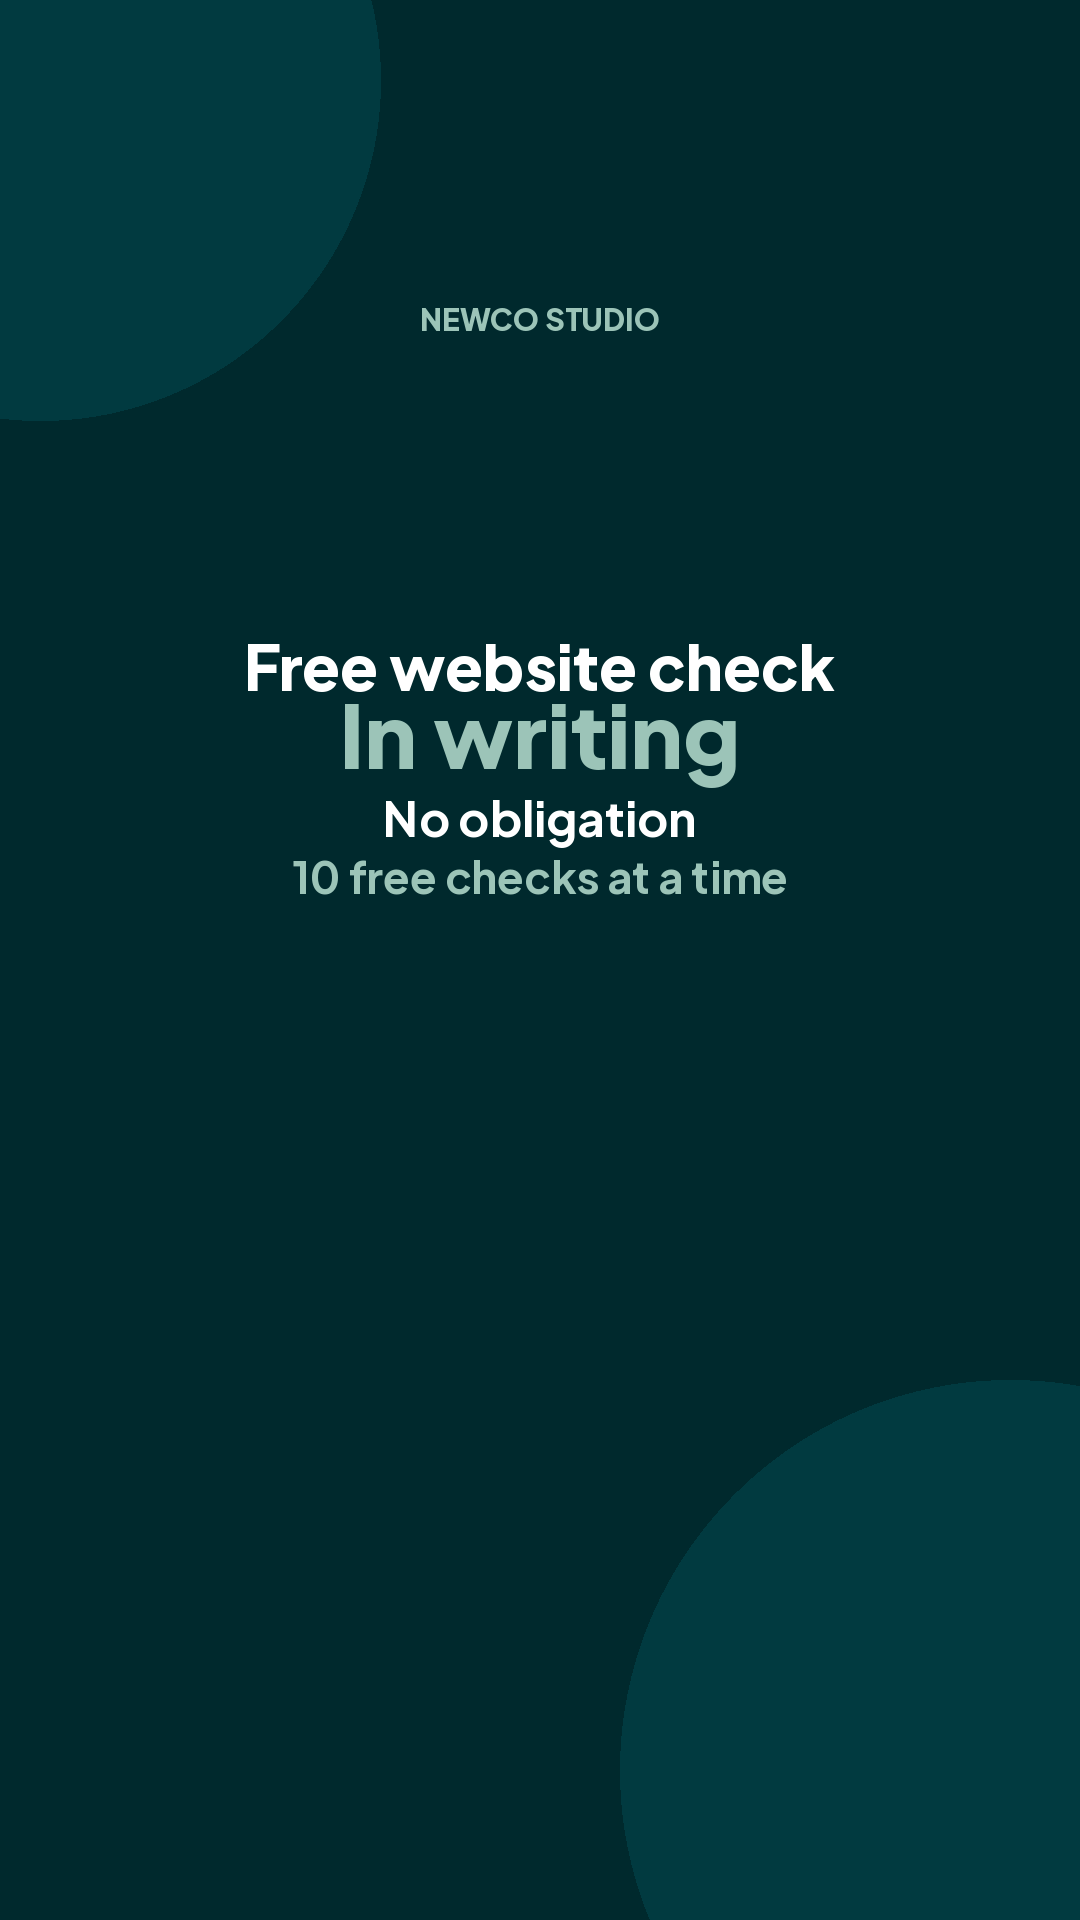 NEWCO STUDIO
Free website check
In writing
No obligation
10 free checks at a time